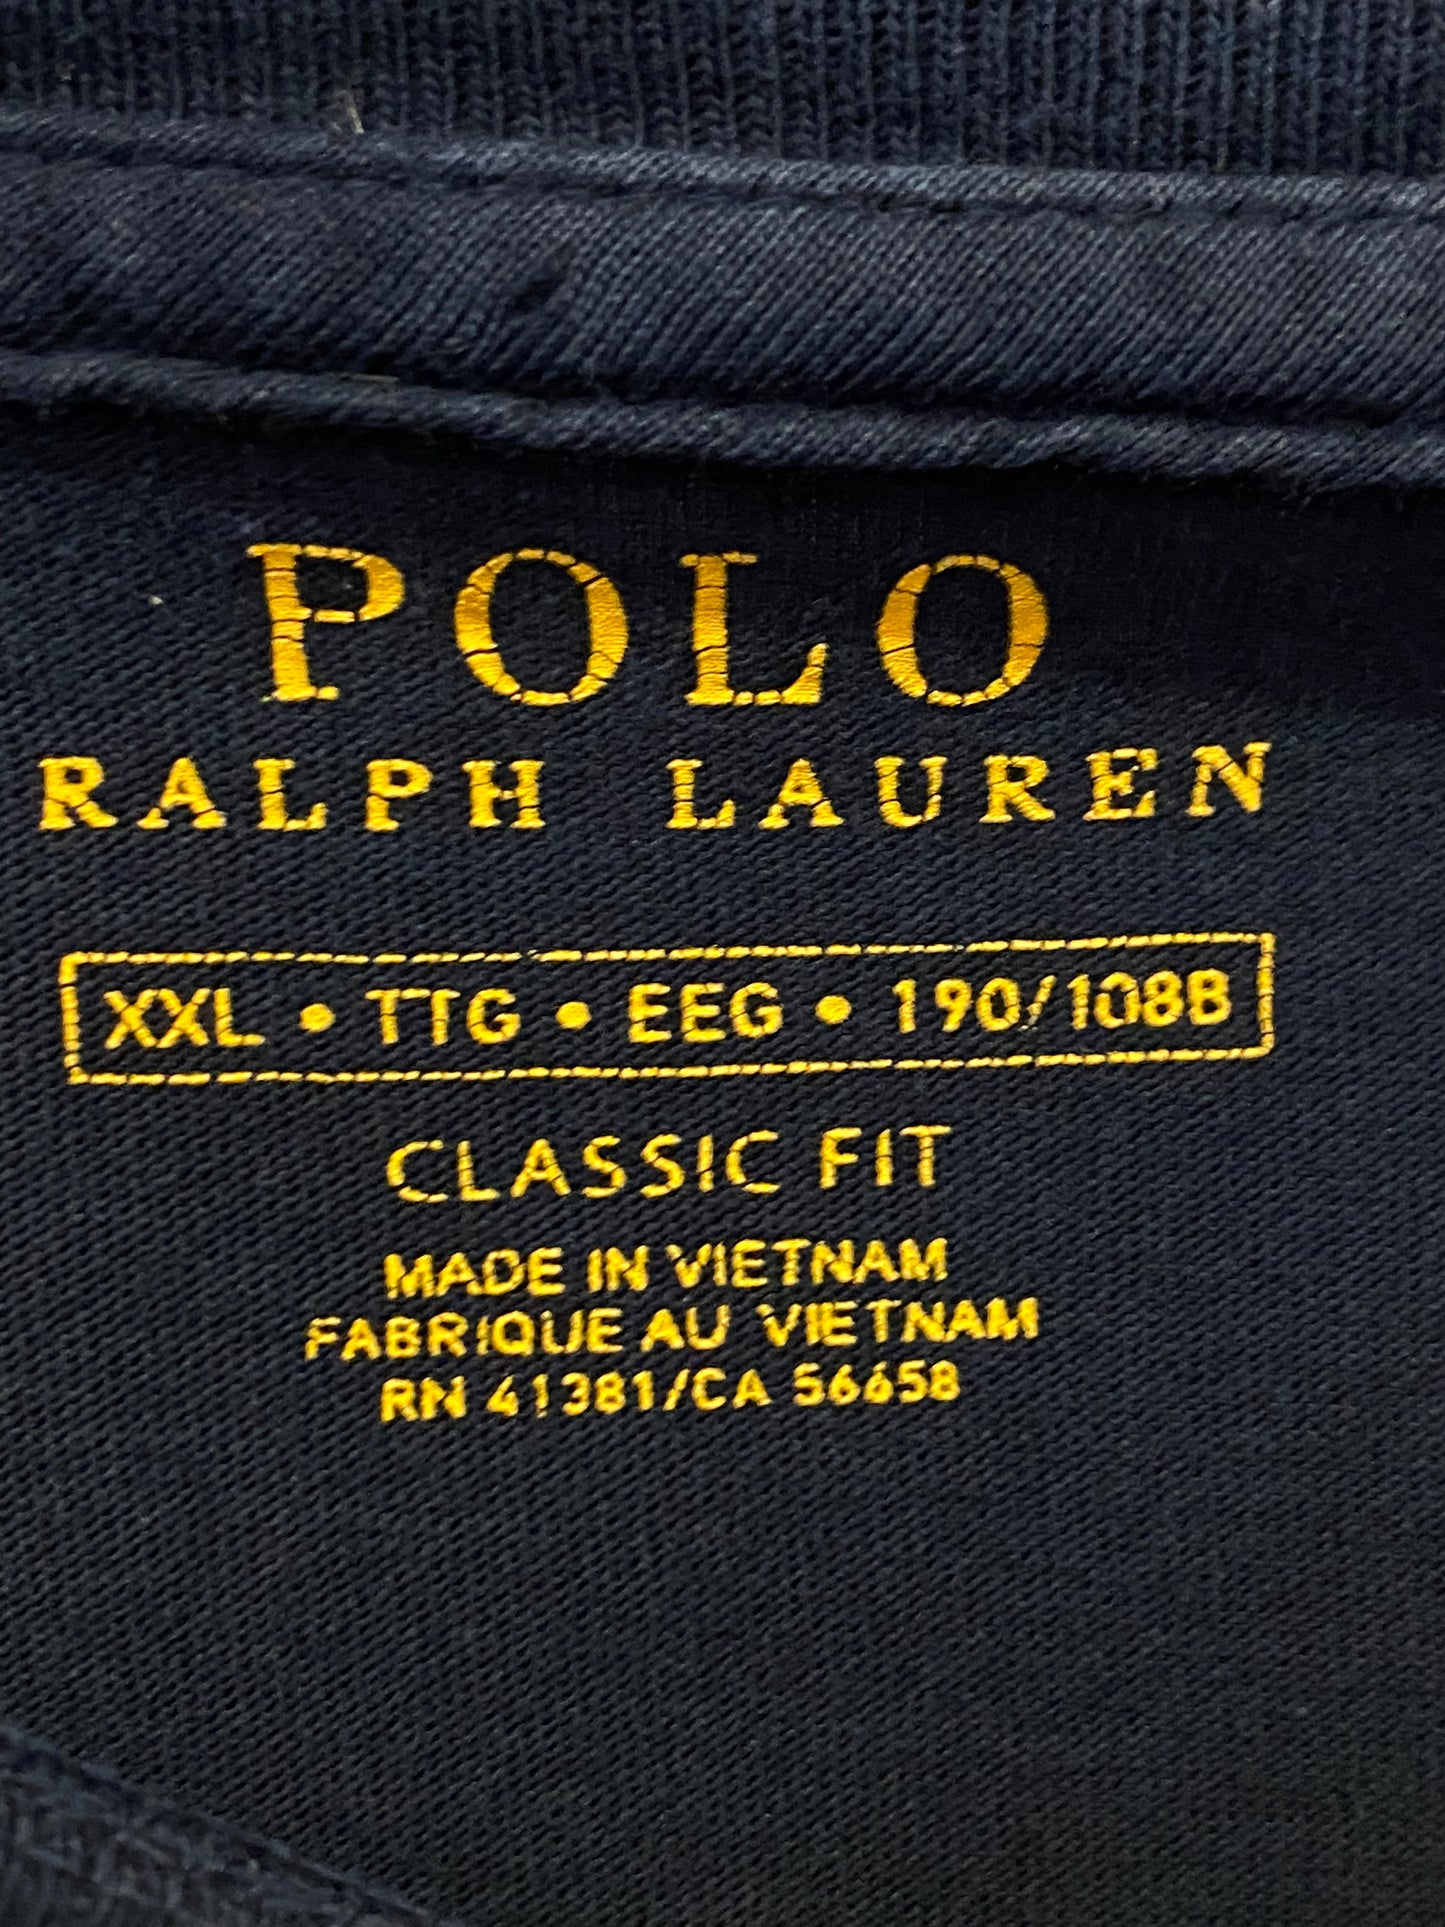 POLO
RALPH LAUREN
XXL • TTG • EEG • 190/108B
CLASSIC FIT
MADE IN VIETNAM
FABRIQUE AU VIETNAM
RN 41381/CA 56658